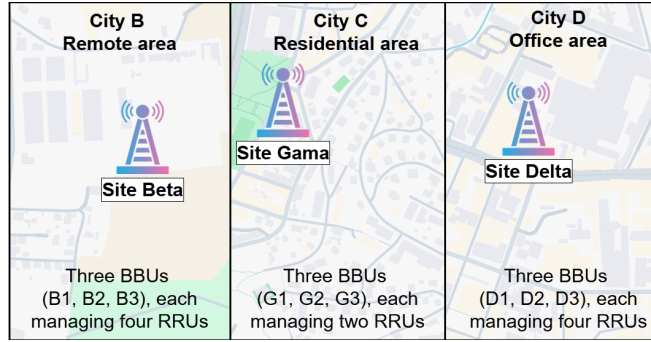 City B
Remote area
Site Beta
Three BBUs
(B1, B2, B3), each
managing four RRUs
City C
Residential area
Site Gama
Three BBUs
(G1, G2, G3), each
managing two RRUs
City D
Office area
Site Delta
Three BBUs
(D1, D2, D3), each
managing four RRUs